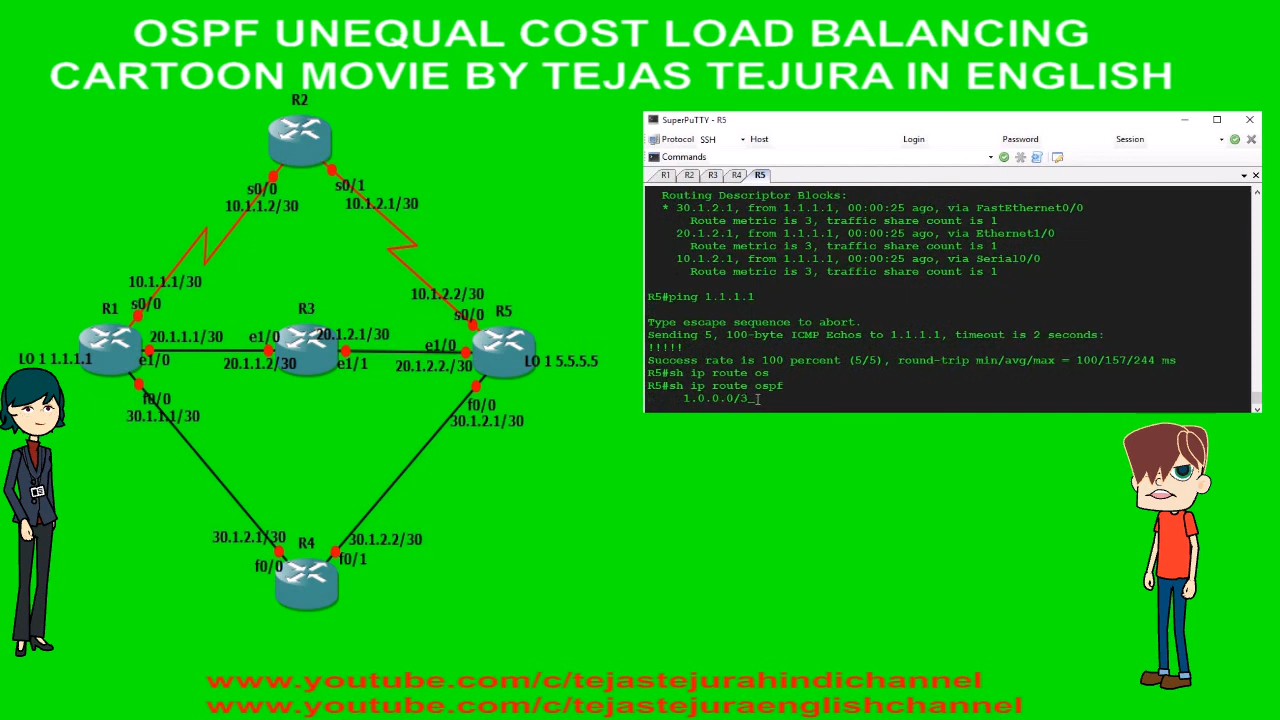 OSPF UNEQUAL COST LOAD BALANCING
CARTOON MOVIE BY TEJAS TEJURA IN ENGLISH
R2
s0/0
10.1.1.2/30
s0/1
10.1.2.1/30
10.1.1.1/30
s0/0
R1
LO 1 1.1.1.1
20.1.1.1/30
e1/0
f0/0
30.1.1.1/30
R3
e1/0
20.1.1.2/30
20.1.2.1/30
e1/1
10.1.2.2/30
s0/0
R5
e1/0
20.1.2.2/30
LO 1 5.5.5.5
f0/0
30.1.2.1/30
30.1.2.1/30
f0/0
R4
30.1.2.2/30
f0/1
SuperPuTTY - R5
Protocol SSH Host Login Password Session
Commands
R1 R2 R3 R4 R5
Routing Descriptor Blocks:
* 30.1.2.1, from 1.1.1.1, 00:00:25 ago, via FastEthernet0/0
Route metric is 3, traffic share count is 1
20.1.2.1, from 1.1.1.1, 00:00:25 ago, via Ethernet1/0
Route metric is 3, traffic share count is 1
10.1.2.1, from 1.1.1.1, 00:00:25 ago, via Serial0/0
Route metric is 3, traffic share count is 1
R5#ping 1.1.1.1
Type escape sequence to abort.
Sending 5, 100-byte ICMP Echos to 1.1.1.1, timeout is 2 seconds:
!!!!!
Success rate is 100 percent (5/5), round-trip min/avg/max = 100/157/244 ms
R5#sh ip route os
R5#sh ip route ospf
1.0.0.0/3_
www.youtube.com/c/tejastejurahindichannel
www.youtube.com/c/tejastejuraenglishchannel